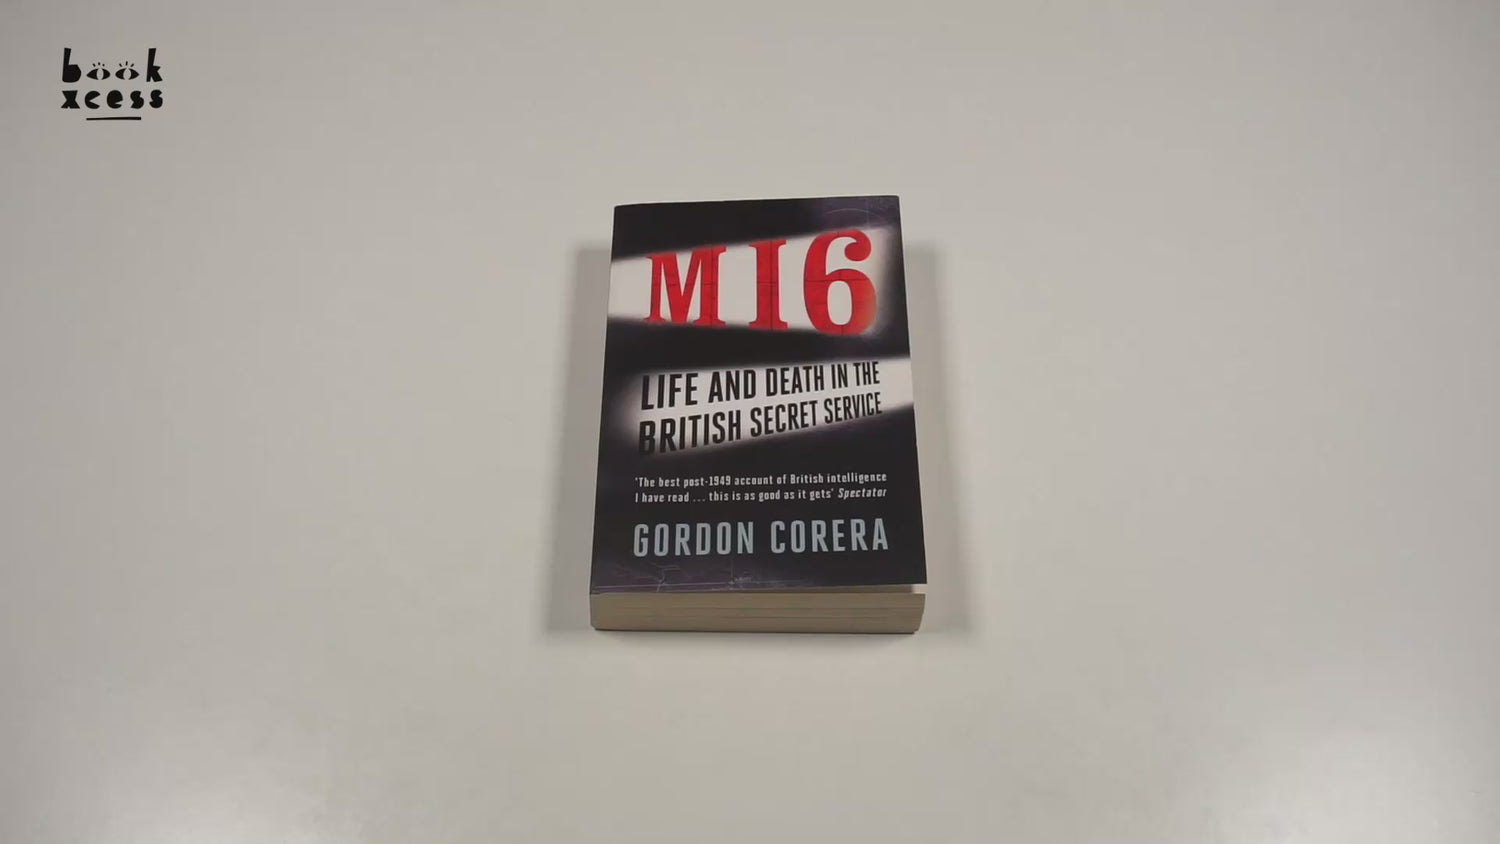 book
xcess
MI6
LIFE AND DEATH IN THE
BRITISH SECRET SERVICE
'The best post-1949 account of British intelligence
I have read ... this is as good as it gets' Spectator
GORDON CORERA